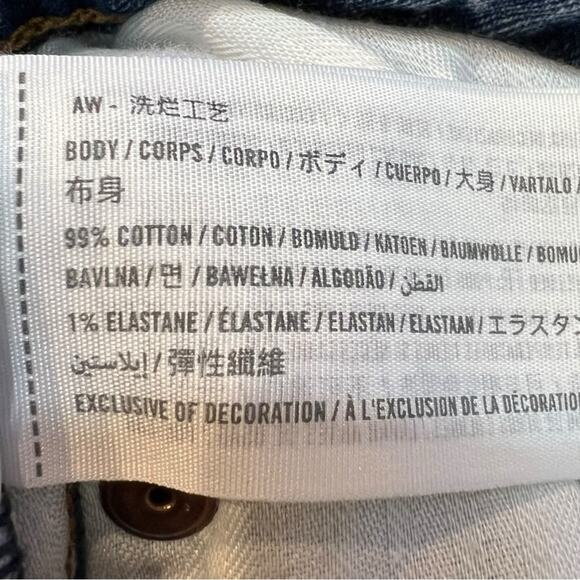 AW - 洗烂工艺
BODY / CORPS / CORPO / ボディ / CUERPO / 大身 / VARTALO /
布身
99% COTTON / COTON / BOMULD / KATOEN / BAUMWOLLE / BOMU
BAVLNA / 면 / BAWEŁNA / ALGODÃO / القطن
1% ELASTANE / ÉLASTANE / ELASTAN / ELASTAAN / エラスタン
إيلاستين / 彈性纖維
EXCLUSIVE OF DECORATION / À L'EXCLUSION DE LA DÉCORATIO